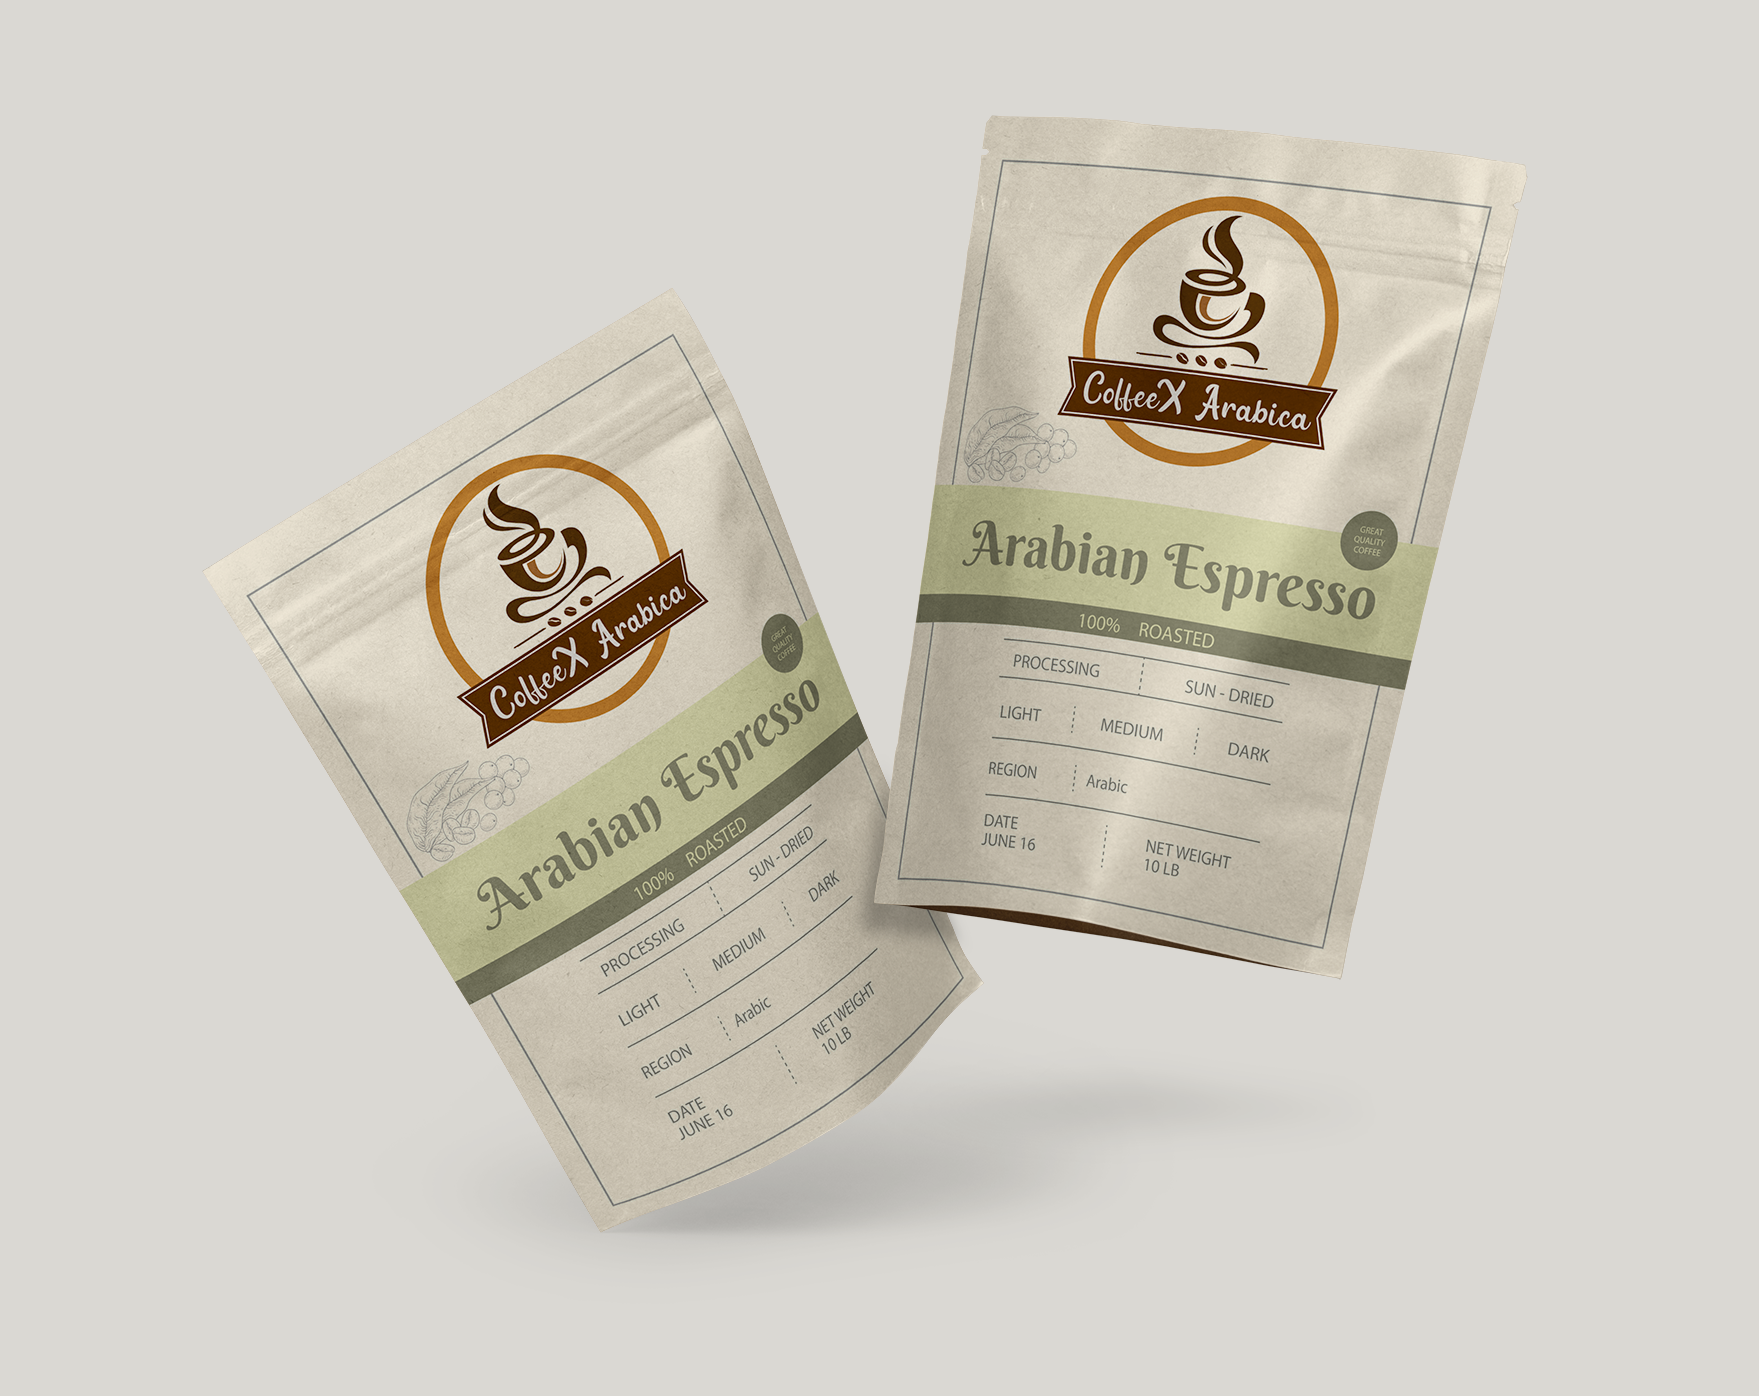 CoffeeX Arabica
GREAT
QUALITY
COFFEE
Arabian Espresso
100% ROASTED
PROCESSING SUN - DRIED
LIGHT MEDIUM DARK
REGION Arabic
DATE
JUNE 16
NET WEIGHT
10 LB
CoffeeX Arabica
GREAT
QUALITY
COFFEE
Arabian Espresso
100% ROASTED
PROCESSING SUN - DRIED
LIGHT MEDIUM DARK
REGION Arabic
DATE
JUNE 16
NET WEIGHT
10 LB